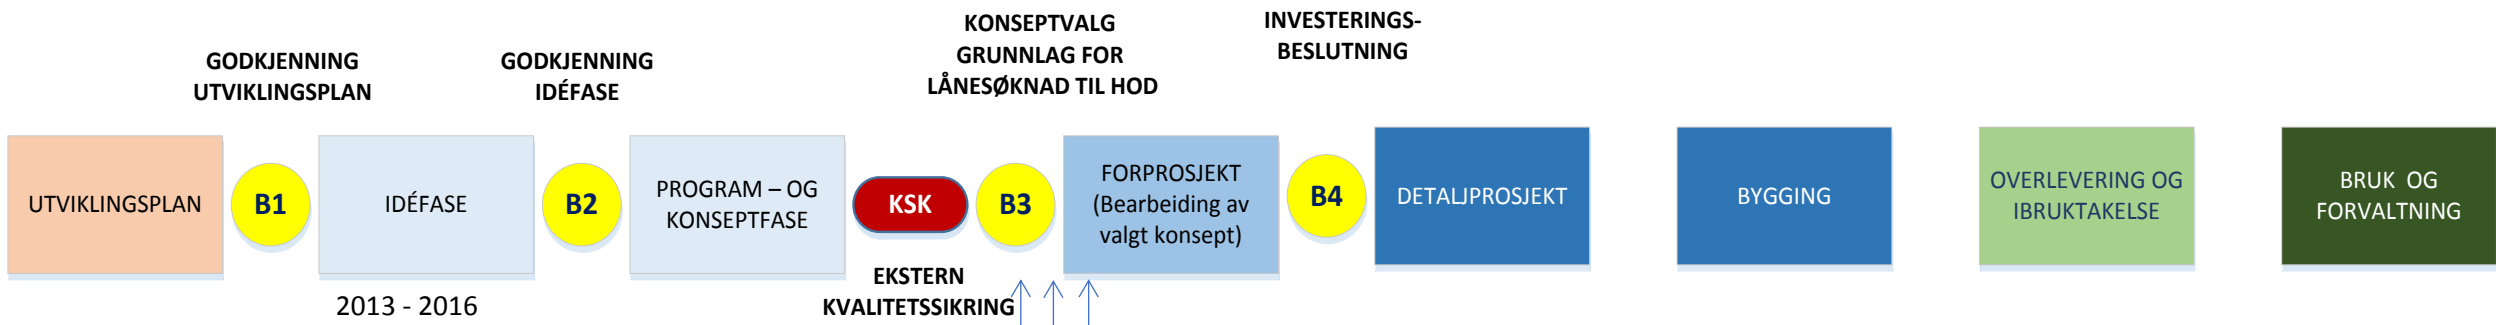 GODKJENNING
UTVIKLINGSPLAN
GODKJENNING
IDÉFASE
KONSEPTVALG
GRUNNLAG FOR
LÅNESØKNAD TIL HOD
INVESTERINGS-
BESLUTNING
UTVIKLINGSPLAN
B1
IDÉFASE
B2
PROGRAM – OG
KONSEPTFASE
KSK
B3
FORPROSJEKT
(Bearbeiding av
valgt konsept)
B4
DETALJPROSJEKT
BYGGING
OVERLEVERING OG
IBRUKTAKELSE
BRUK OG
FORVALTNING
2013 - 2016
EKSTERN
KVALITETSSIKRING